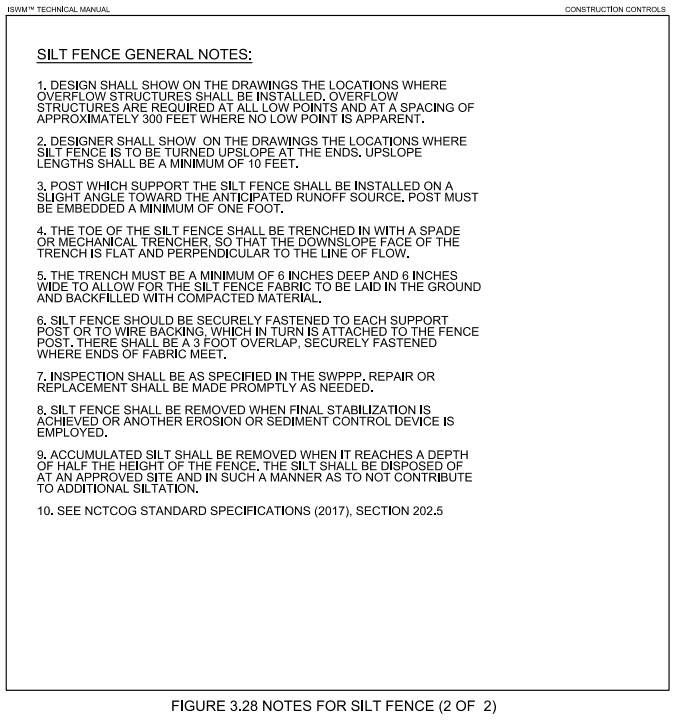 ISWM™ TECHNICAL MANUAL
CONSTRUCTION CONTROLS
SILT FENCE GENERAL NOTES:
1. DESIGN SHALL SHOW ON THE DRAWINGS THE LOCATIONS WHERE
OVERFLOW STRUCTURES SHALL BE INSTALLED. OVERFLOW
STRUCTURES ARE REQUIRED AT ALL LOW POINTS AND AT A SPACING OF
APPROXIMATELY 300 FEET WHERE NO LOW POINT IS APPARENT.
2. DESIGNER SHALL SHOW ON THE DRAWINGS THE LOCATIONS WHERE
SILT FENCE IS TO BE TURNED UPSLOPE AT THE ENDS. UPSLOPE
LENGTHS SHALL BE A MINIMUM OF 10 FEET.
3. POST WHICH SUPPORT THE SILT FENCE SHALL BE INSTALLED ON A
SLIGHT ANGLE TOWARD THE ANTICIPATED RUNOFF SOURCE. POST MUST
BE EMBEDDED A MINIMUM OF ONE FOOT.
4. THE TOE OF THE SILT FENCE SHALL BE TRENCHED IN WITH A SPADE
OR MECHANICAL TRENCHER, SO THAT THE DOWNSLOPE FACE OF THE
TRENCH IS FLAT AND PERPENDICULAR TO THE LINE OF FLOW.
5. THE TRENCH MUST BE A MINIMUM OF 6 INCHES DEEP AND 6 INCHES
WIDE TO ALLOW FOR THE SILT FENCE FABRIC TO BE LAID IN THE GROUND
AND BACKFILLED WITH COMPACTED MATERIAL.
6. SILT FENCE SHOULD BE SECURELY FASTENED TO EACH SUPPORT
POST OR TO WIRE BACKING, WHICH IN TURN IS ATTACHED TO THE FENCE
POST. THERE SHALL BE A 3 FOOT OVERLAP, SECURELY FASTENED
WHERE ENDS OF FABRIC MEET.
7. INSPECTION SHALL BE AS SPECIFIED IN THE SWPPP. REPAIR OR
REPLACEMENT SHALL BE MADE PROMPTLY AS NEEDED.
8. SILT FENCE SHALL BE REMOVED WHEN FINAL STABILIZATION IS
ACHIEVED OR ANOTHER EROSION OR SEDIMENT CONTROL DEVICE IS
EMPLOYED.
9. ACCUMULATED SILT SHALL BE REMOVED WHEN IT REACHES A DEPTH
OF HALF THE HEIGHT OF THE FENCE. THE SILT SHALL BE DISPOSED OF
AT AN APPROVED SITE AND IN SUCH A MANNER AS TO NOT CONTRIBUTE
TO ADDITIONAL SILTATION.
10. SEE NCTCOG STANDARD SPECIFICATIONS (2017), SECTION 202.5
FIGURE 3.28 NOTES FOR SILT FENCE (2 OF 2)